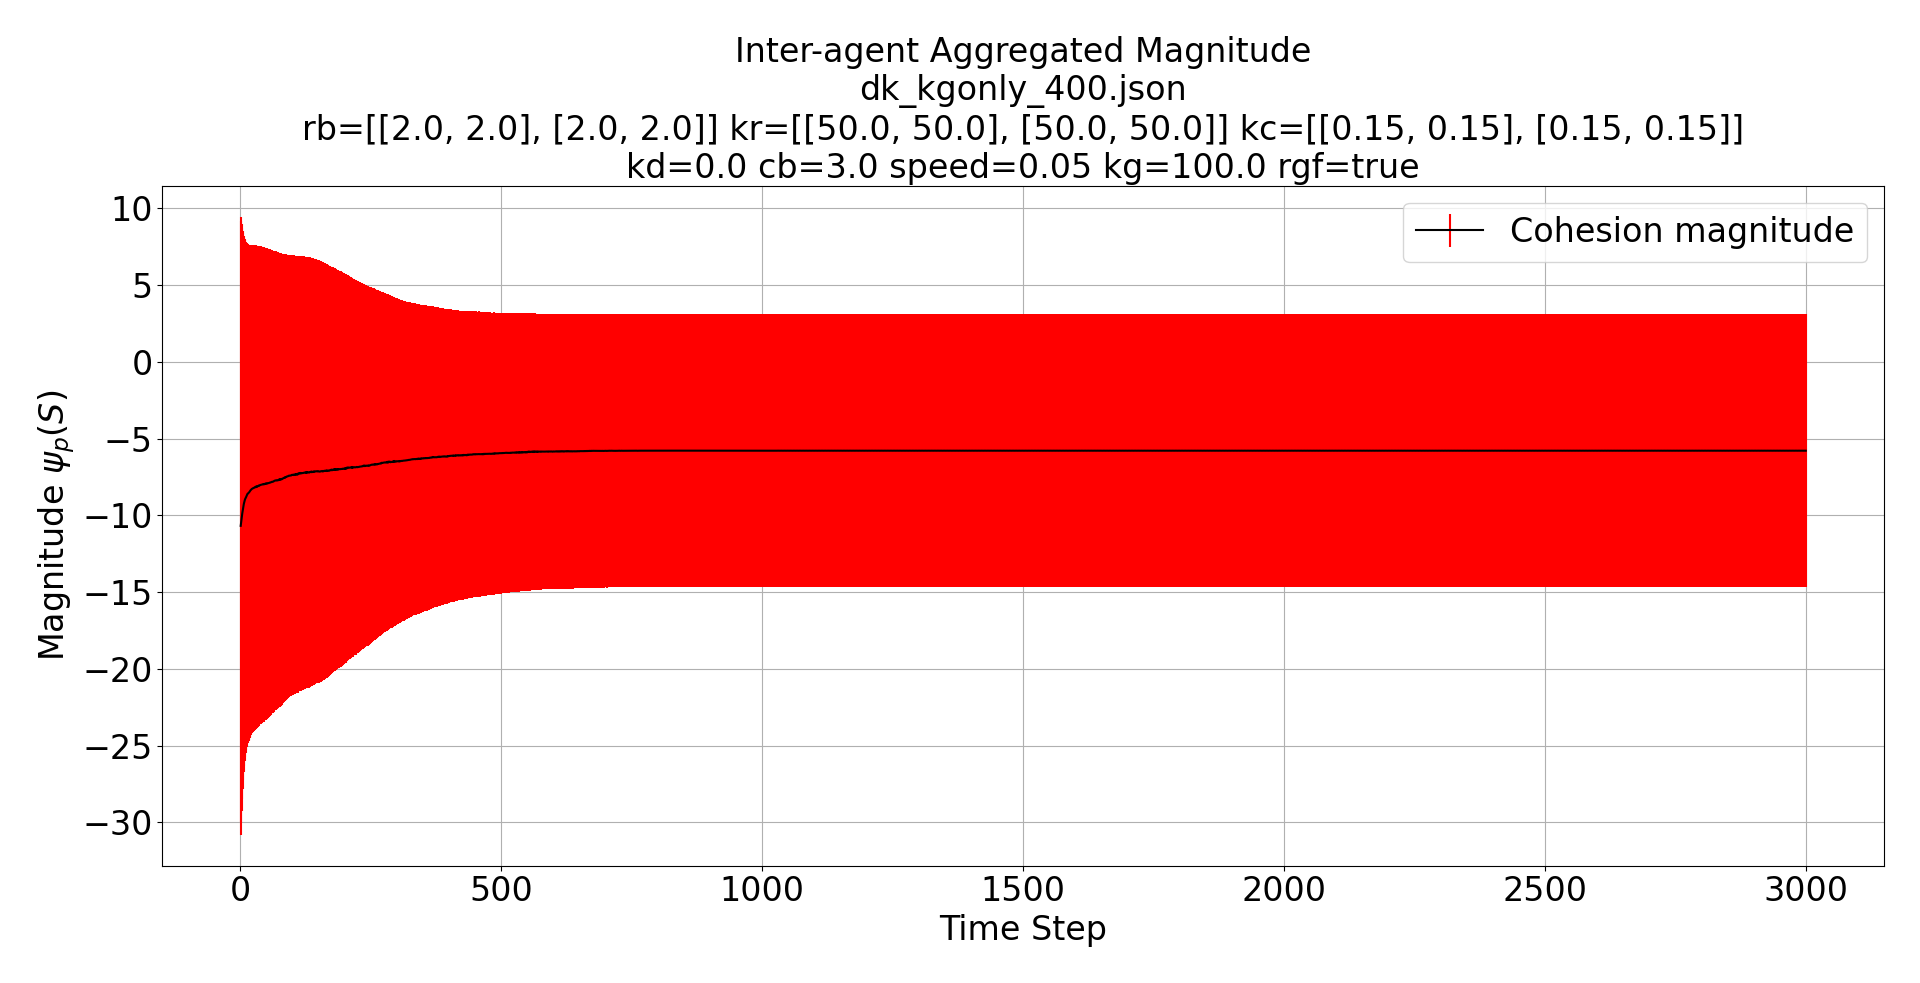 Inter-agent Aggregated Magnitude
dk_kgonly_400.json
rb=[[2.0, 2.0], [2.0, 2.0]] kr=[[50.0, 50.0], [50.0, 50.0]] kc=[[0.15, 0.15], [0.15, 0.15]]
kd=0.0 cb=3.0 speed=0.05 kg=100.0 rgf=true
Cohesion magnitude
Magnitude ψp(S)
10
5
0
−5
−10
−15
−20
−25
−30
0 500 1000 1500 2000 2500 3000
Time Step